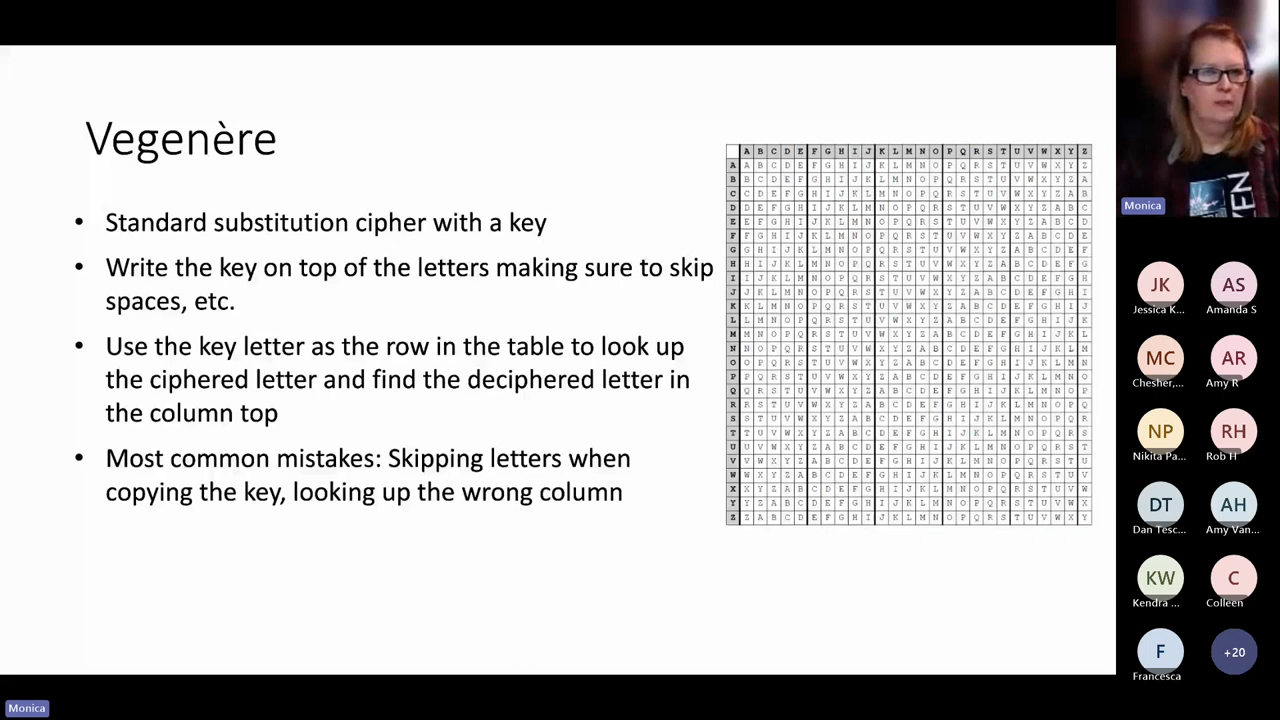 Vegenère
• Standard substitution cipher with a key
• Write the key on top of the letters making sure to skip
spaces, etc.
• Use the key letter as the row in the table to look up
the ciphered letter and find the deciphered letter in
the column top
• Most common mistakes: Skipping letters when
copying the key, looking up the wrong column
A B C D E F G H I J K L M N O P Q R S T U V W X Y Z
A A B C D E F G H I J K L M N O P Q R S T U V W X Y Z
B B C D E F G H I J K L M N O P Q R S T U V W X Y Z A
C C D E F G H I J K L M N O P Q R S T U V W X Y Z A B
D D E F G H I J K L M N O P Q R S T U V W X Y Z A B C
E E F G H I J K L M N O P Q R S T U V W X Y Z A B C D
F F G H I J K L M N O P Q R S T U V W X Y Z A B C D E
G G H I J K L M N O P Q R S T U V W X Y Z A B C D E F
H H I J K L M N O P Q R S T U V W X Y Z A B C D E F G
I I J K L M N O P Q R S T U V W X Y Z A B C D E F G H
J J K L M N O P Q R S T U V W X Y Z A B C D E F G H I
K K L M N O P Q R S T U V W X Y Z A B C D E F G H I J
L L M N O P Q R S T U V W X Y Z A B C D E F G H I J K
M M N O P Q R S T U V W X Y Z A B C D E F G H I J K L
N N O P Q R S T U V W X Y Z A B C D E F G H I J K L M
O O P Q R S T U V W X Y Z A B C D E F G H I J K L M N
P P Q R S T U V W X Y Z A B C D E F G H I J K L M N O
Q Q R S T U V W X Y Z A B C D E F G H I J K L M N O P
R R S T U V W X Y Z A B C D E F G H I J K L M N O P Q
S S T U V W X Y Z A B C D E F G H I J K L M N O P Q R
T T U V W X Y Z A B C D E F G H I J K L M N O P Q R S
U U V W X Y Z A B C D E F G H I J K L M N O P Q R S T
V V W X Y Z A B C D E F G H I J K L M N O P Q R S T U
W W X Y Z A B C D E F G H I J K L M N O P Q R S T U V
X X Y Z A B C D E F G H I J K L M N O P Q R S T U V W
Y Y Z A B C D E F G H I J K L M N O P Q R S T U V W X
Z Z A B C D E F G H I J K L M N O P Q R S T U V W X Y
Monica
JK AS
Jessica K... Amanda S
MC AR
Chesher,... Amy R
NP RH
Nikita Pa... Rob H
DT AH
Dan Tesc... Amy Van...
KW C
Kendra ... Colleen
F +20
Francesca
Monica